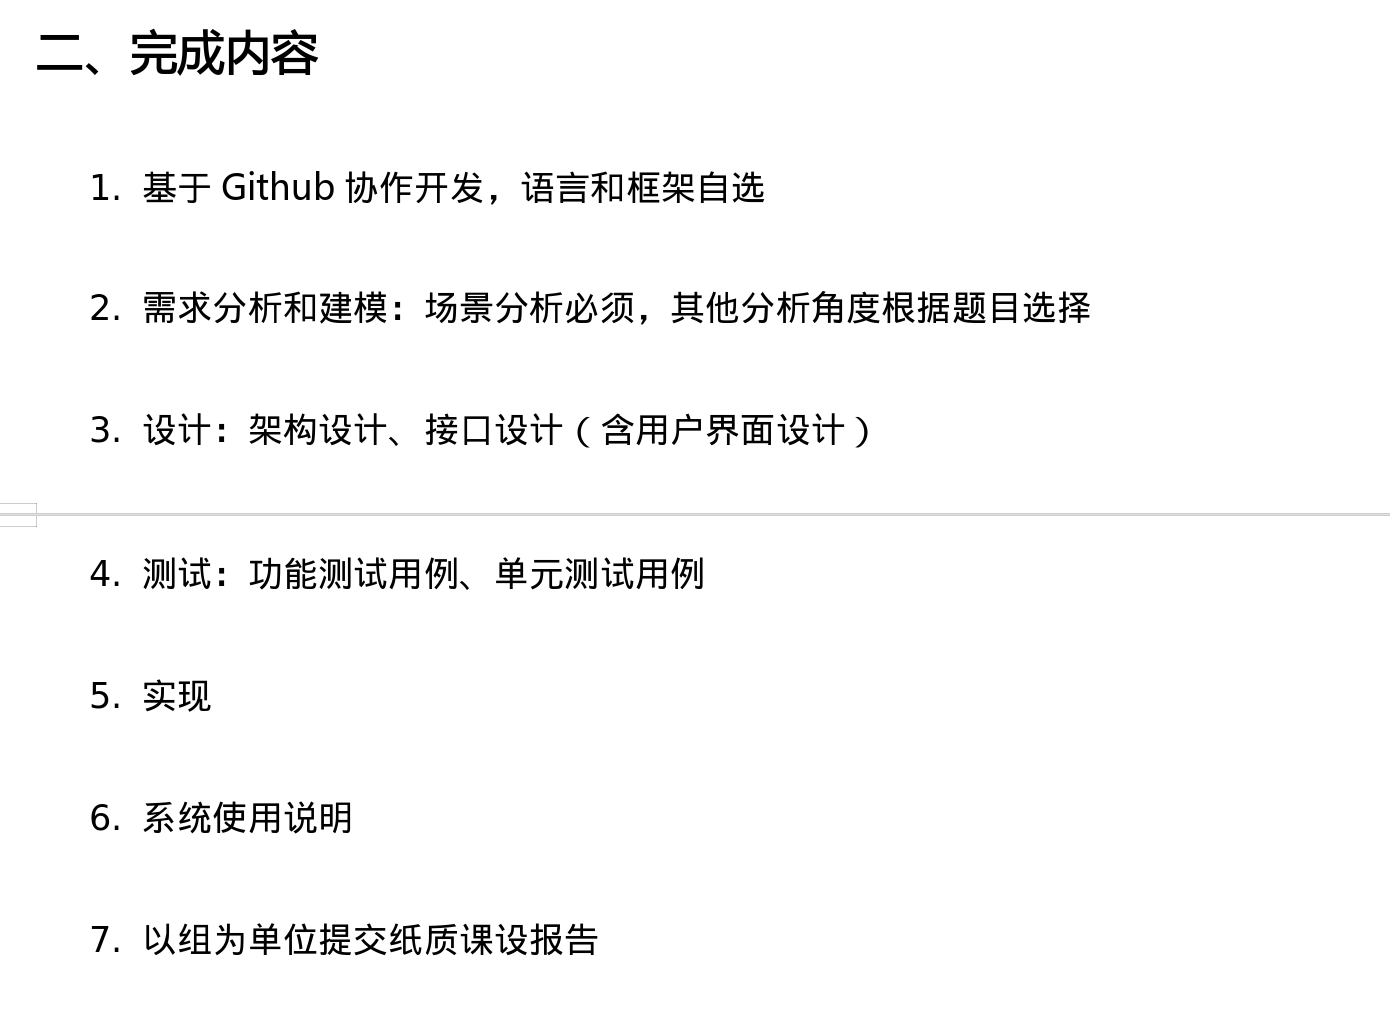 二、完成内容
1. 基于 Github 协作开发，语言和框架自选
2. 需求分析和建模：场景分析必须，其他分析角度根据题目选择
3. 设计：架构设计、接口设计（含用户界面设计）
4. 测试：功能测试用例、单元测试用例
5. 实现
6. 系统使用说明
7. 以组为单位提交纸质课设报告